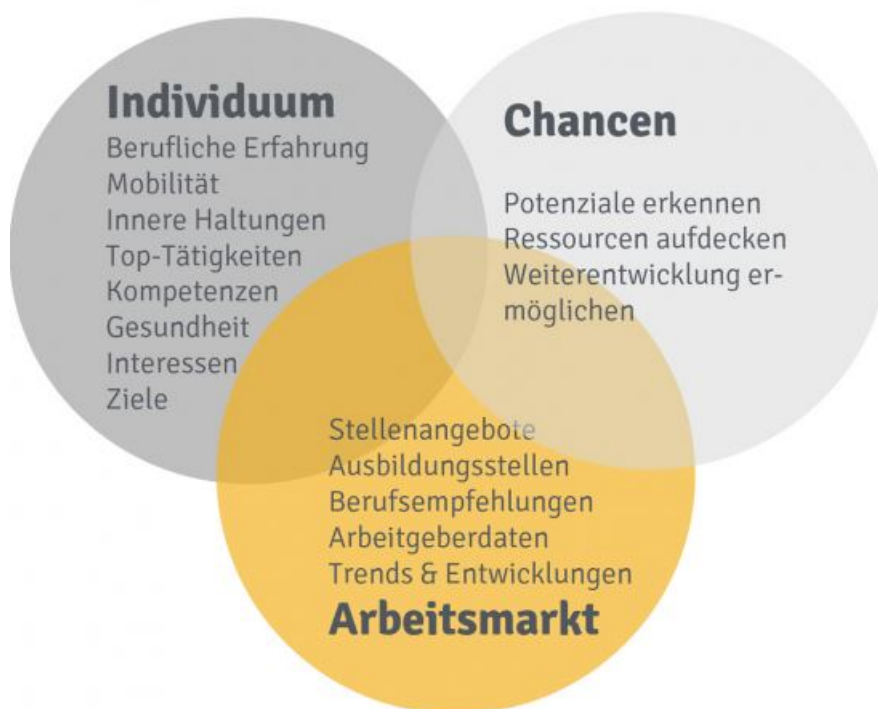 Individuum
Berufliche Erfahrung
Mobilität
Innere Haltungen
Top-Tätigkeiten
Kompetenzen
Gesundheit
Interessen
Ziele
Chancen
Potenziale erkennen
Ressourcen aufdecken
Weiterentwicklung er-
möglichen
Stellenangebote
Ausbildungsstellen
Berufsempfehlungen
Arbeitgeberdaten
Trends & Entwicklungen
Arbeitsmarkt